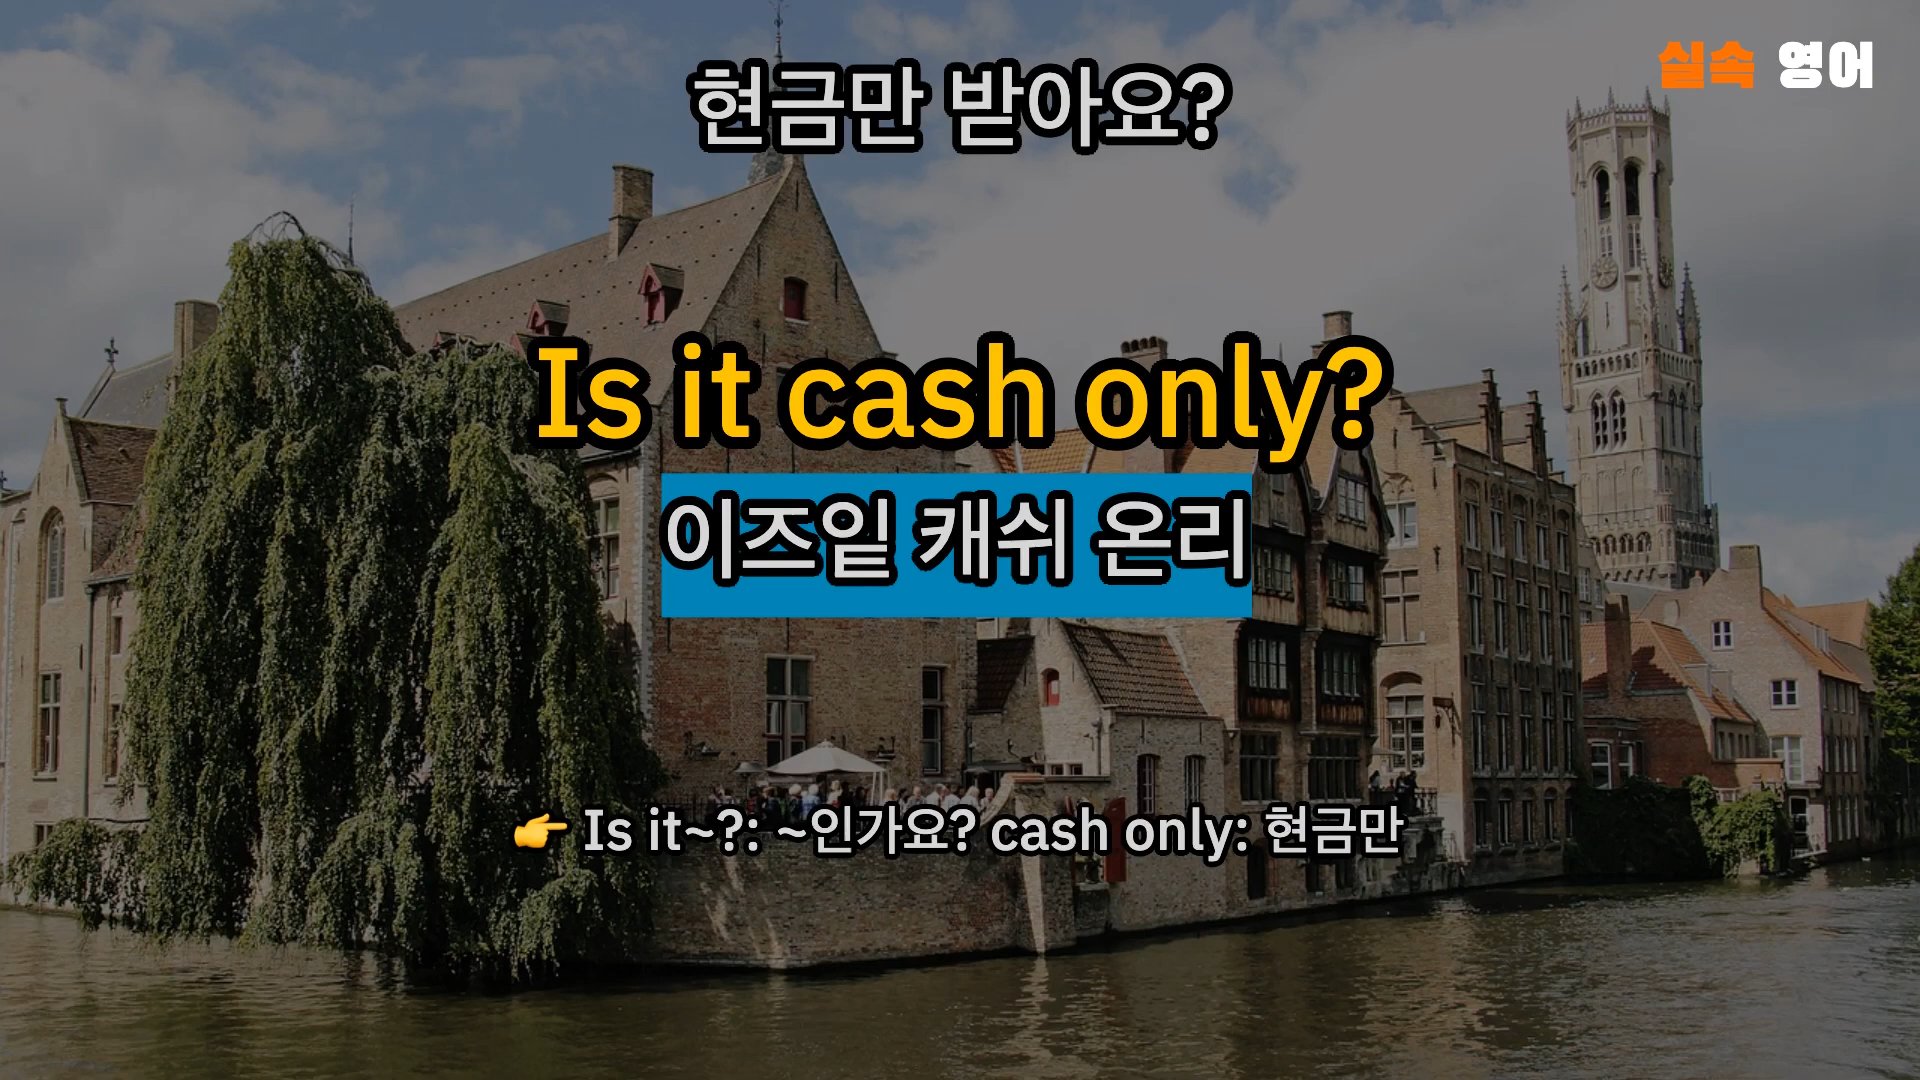 실속 영어
현금만 받아요?
Is it cash only?
이즈잍 캐쉬 온리
👉 Is it~?: ~인가요? cash only: 현금만